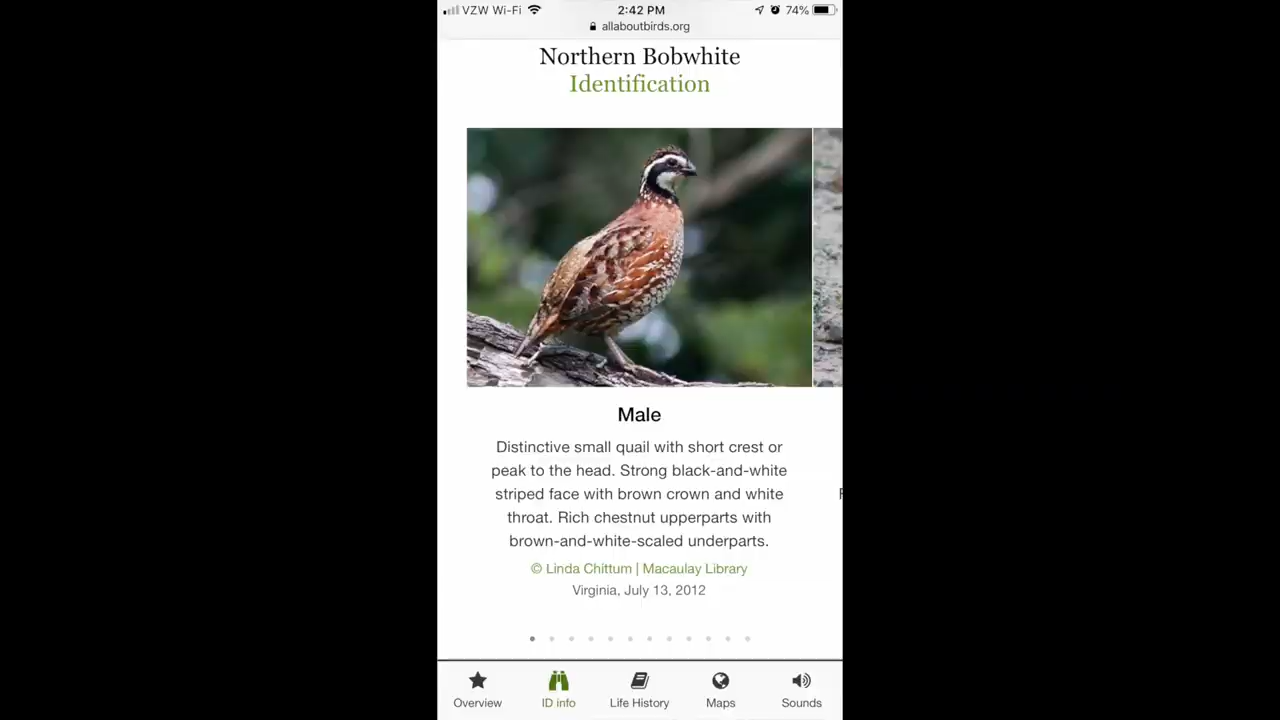 VZW Wi-Fi 2:42 PM 74%
allaboutbirds.org
Northern Bobwhite
Identification
Male
Distinctive small quail with short crest or
peak to the head. Strong black-and-white
striped face with brown crown and white
throat. Rich chestnut upperparts with
brown-and-white-scaled underparts.
© Linda Chittum | Macaulay Library
Virginia, July 13, 2012
Overview ID info Life History Maps Sounds